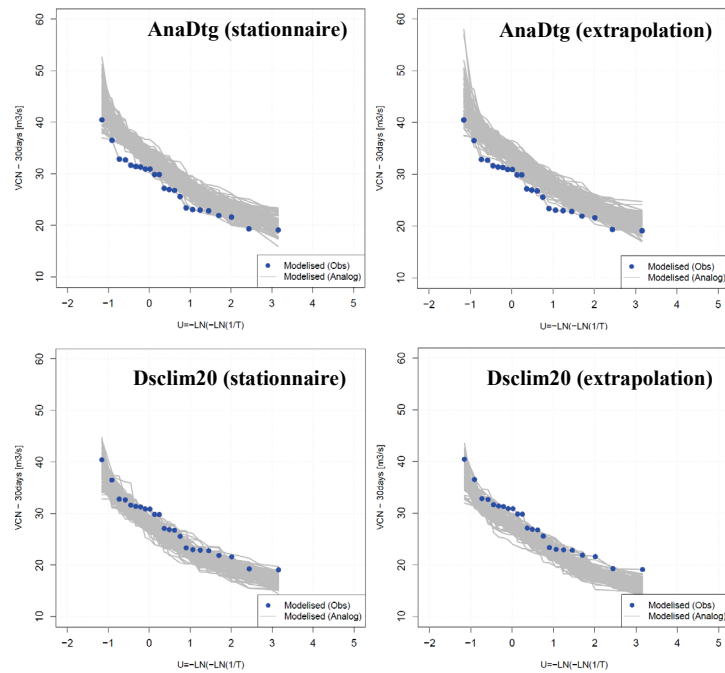 AnaDtg (stationnaire)
VCN − 30days [m3/s]
60
50
40
30
20
10
Modelised (Obs)
Modelised (Analog)
−2 −1 0 1 2 3 4 5
U=−LN(−LN(1/T)
AnaDtg (extrapolation)
VCN − 30days [m3/s]
60
50
40
30
20
10
Modelised (Obs)
Modelised (Analog)
−2 −1 0 1 2 3 4 5
U=−LN(−LN(1/T)
Dsclim20 (stationnaire)
VCN − 30days [m3/s]
60
50
40
30
20
10
Modelised (Obs)
Modelised (Analog)
−2 −1 0 1 2 3 4 5
U=−LN(−LN(1/T)
Dsclim20 (extrapolation)
VCN − 30days [m3/s]
60
50
40
30
20
10
Modelised (Obs)
Modelised (Analog)
−2 −1 0 1 2 3 4 5
U=−LN(−LN(1/T)